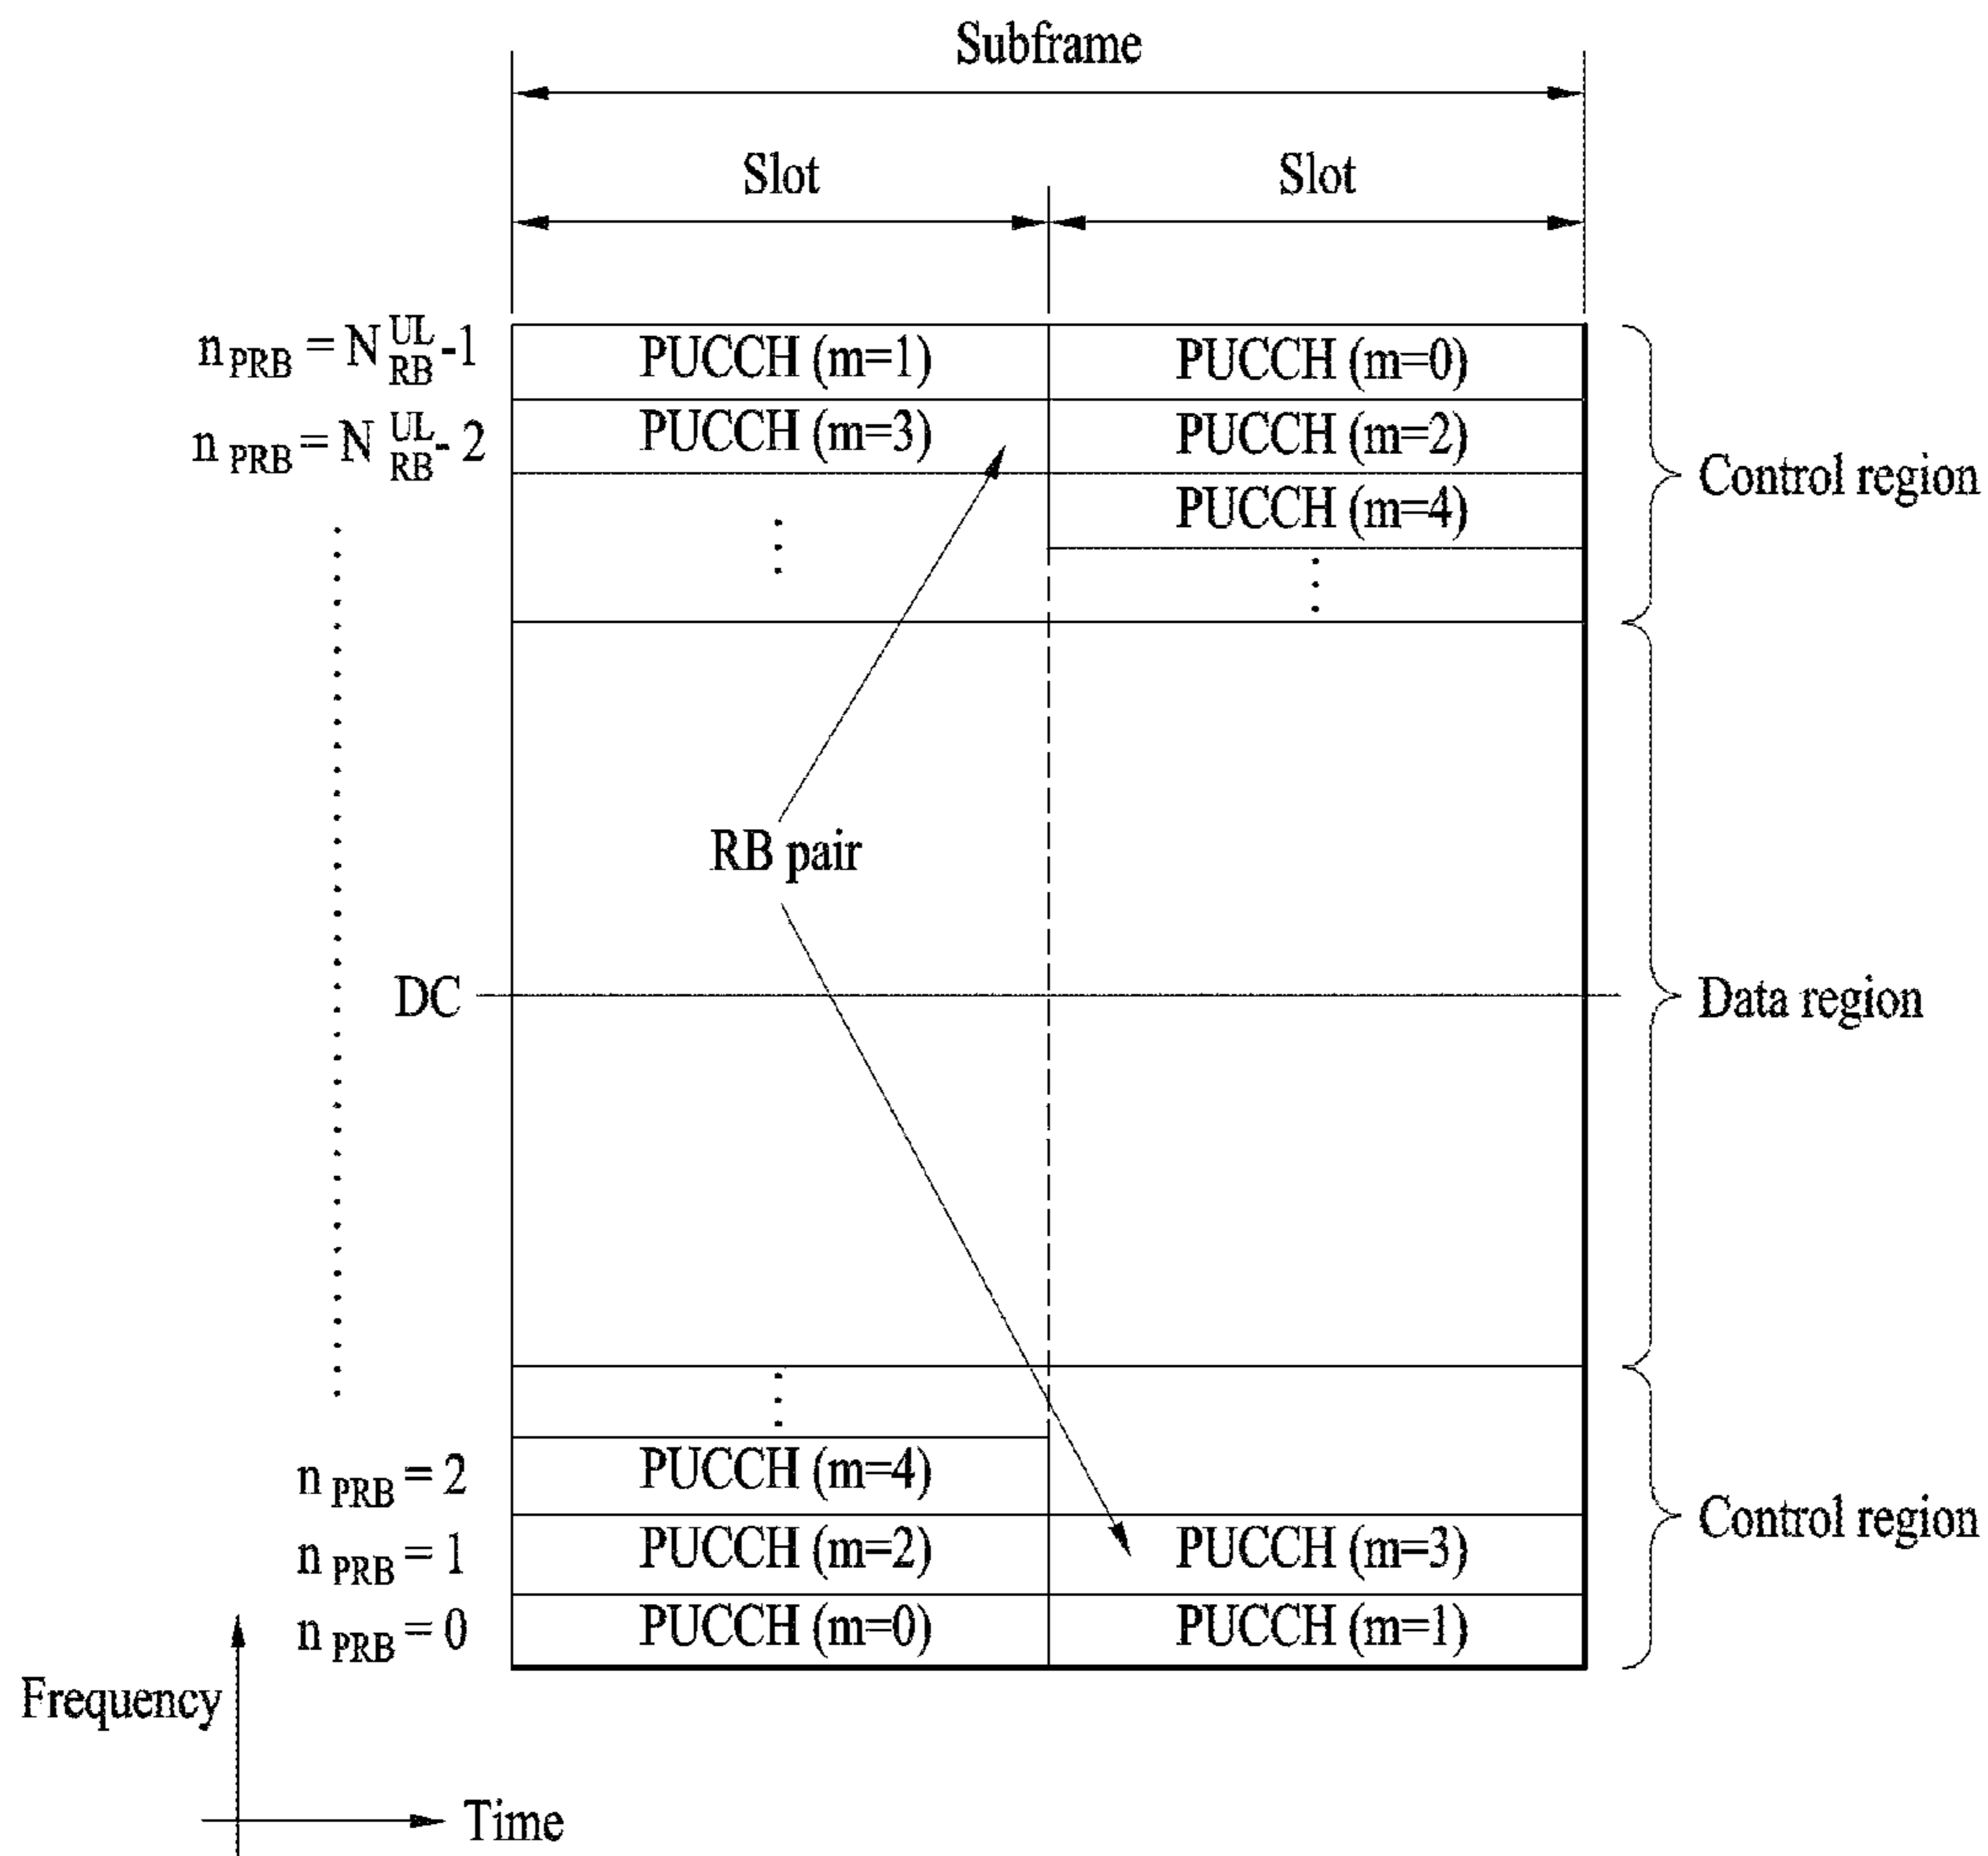 Subframe
Slot Slot
n PRB = N UL RB -1 PUCCH (m=1) PUCCH (m=0)
n PRB = N UL RB - 2 PUCCH (m=3) PUCCH (m=2)
Control region
PUCCH (m=4)
RB pair
DC
Data region
n PRB = 2 PUCCH (m=4)
Control region
n PRB = 1 PUCCH (m=2) PUCCH (m=3)
n PRB = 0 PUCCH (m=0) PUCCH (m=1)
Frequency
Time